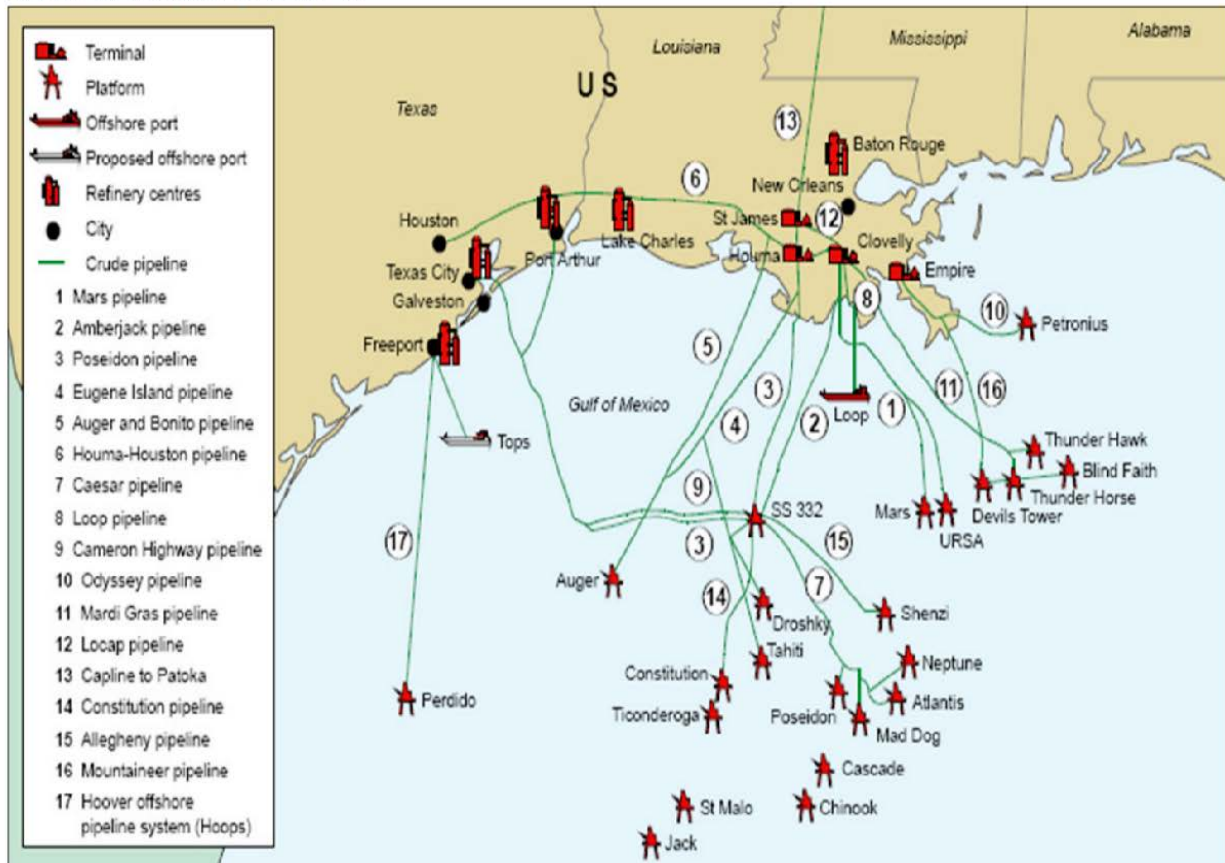 Terminal
Platform
Offshore port
Proposed offshore port
Refinery centres
City
Crude pipeline
1 Mars pipeline
2 Amberjack pipeline
3 Poseidon pipeline
4 Eugene Island pipeline
5 Auger and Bonito pipeline
6 Houma-Houston pipeline
7 Caesar pipeline
8 Loop pipeline
9 Cameron Highway pipeline
10 Odyssey pipeline
11 Mardi Gras pipeline
12 Locap pipeline
13 Capline to Patoka
14 Constitution pipeline
15 Allegheny pipeline
16 Mountaineer pipeline
17 Hoover offshore
pipeline system (Hoops)
Louisiana
Mississippi
Alabama
US
Texas
13
Baton Rouge
6
New Orleans
Houston
St James
12
Lake Charles
Port Arthur
Houma
Clovelly
Texas City
Empire
Galveston
8
10
Petronius
Freeport
5
3
11
16
Gulf of Mexico
4
2
Loop
1
Tops
Thunder Hawk
Blind Faith
9
Thunder Horse
SS 332
Mars
Devils Tower
URSA
17
3
15
Auger
14
7
Droshky
Shenzi
Tahiti
Neptune
Constitution
Perdido
Atlantis
Ticonderoga
Poseidon
Mad Dog
Cascade
St Malo
Chinook
Jack